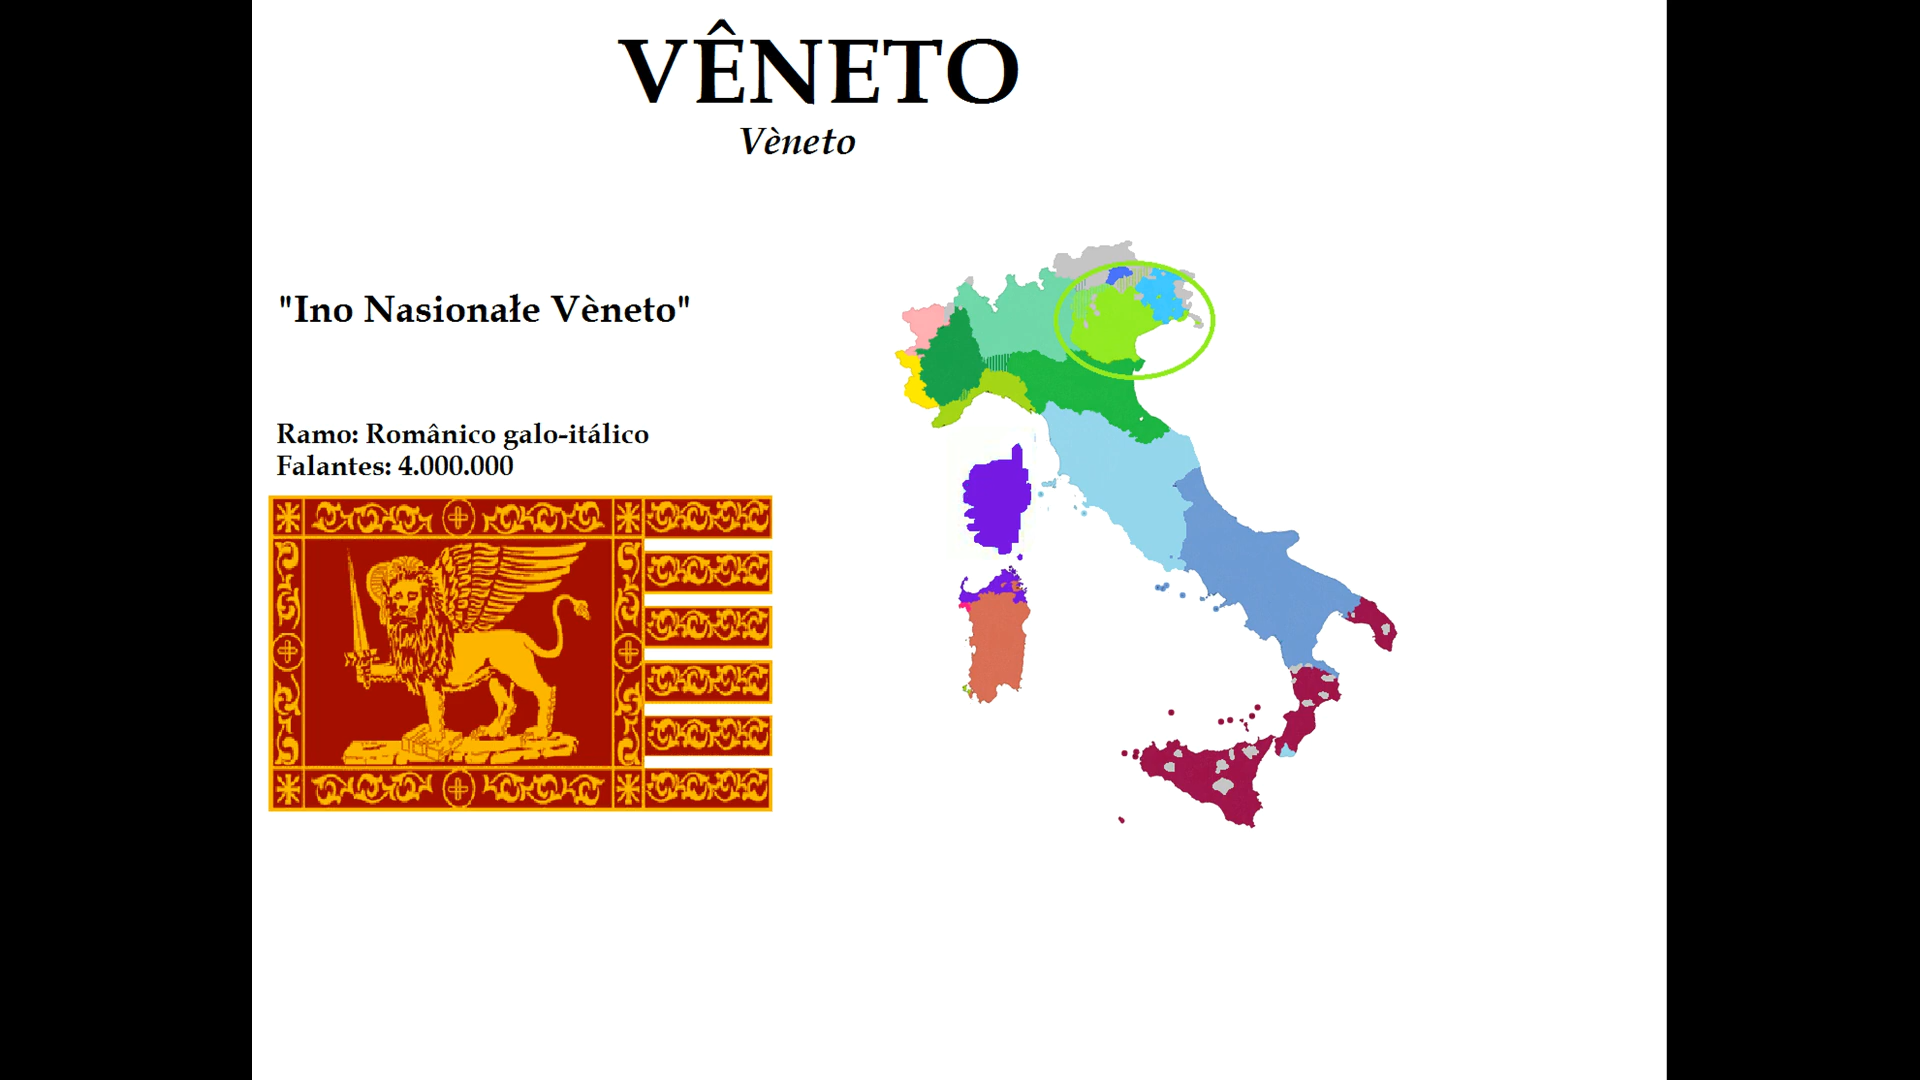 VÊNETO
Vèneto
"Ino Nasionałe Vèneto"
Ramo: Românico galo-itálico
Falantes: 4.000.000